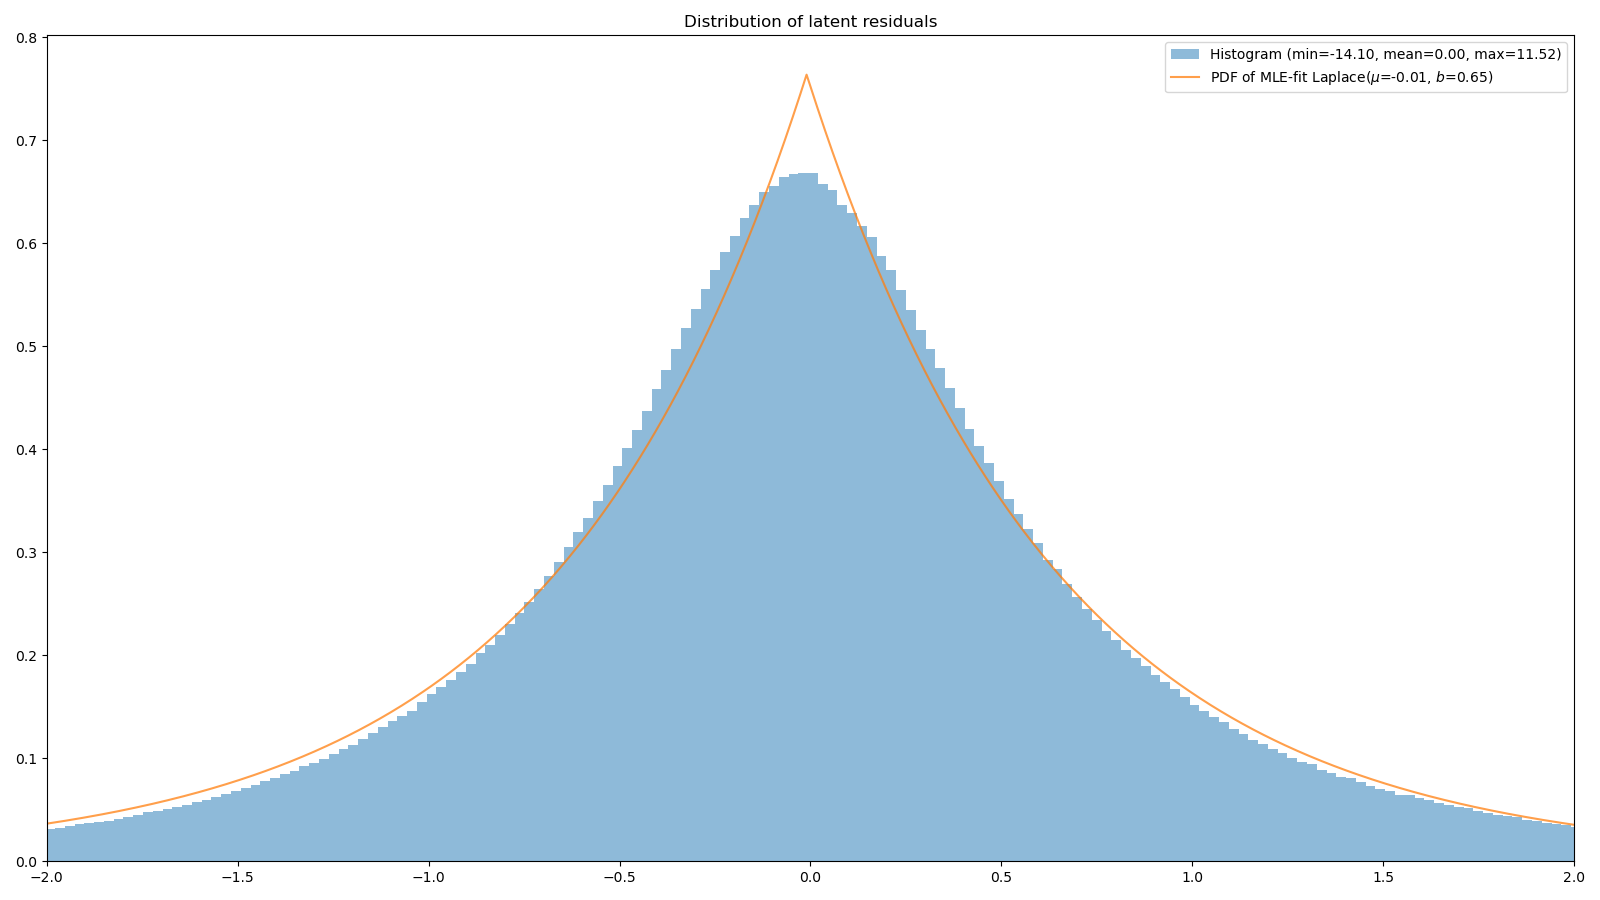 Distribution of latent residuals
Histogram (min=-14.10, mean=0.00, max=11.52)
PDF of MLE-fit Laplace(μ=-0.01, b=0.65)
0.8
0.7
0.6
0.5
0.4
0.3
0.2
0.1
0.0
−2.0 −1.5 −1.0 −0.5 0.0 0.5 1.0 1.5 2.0